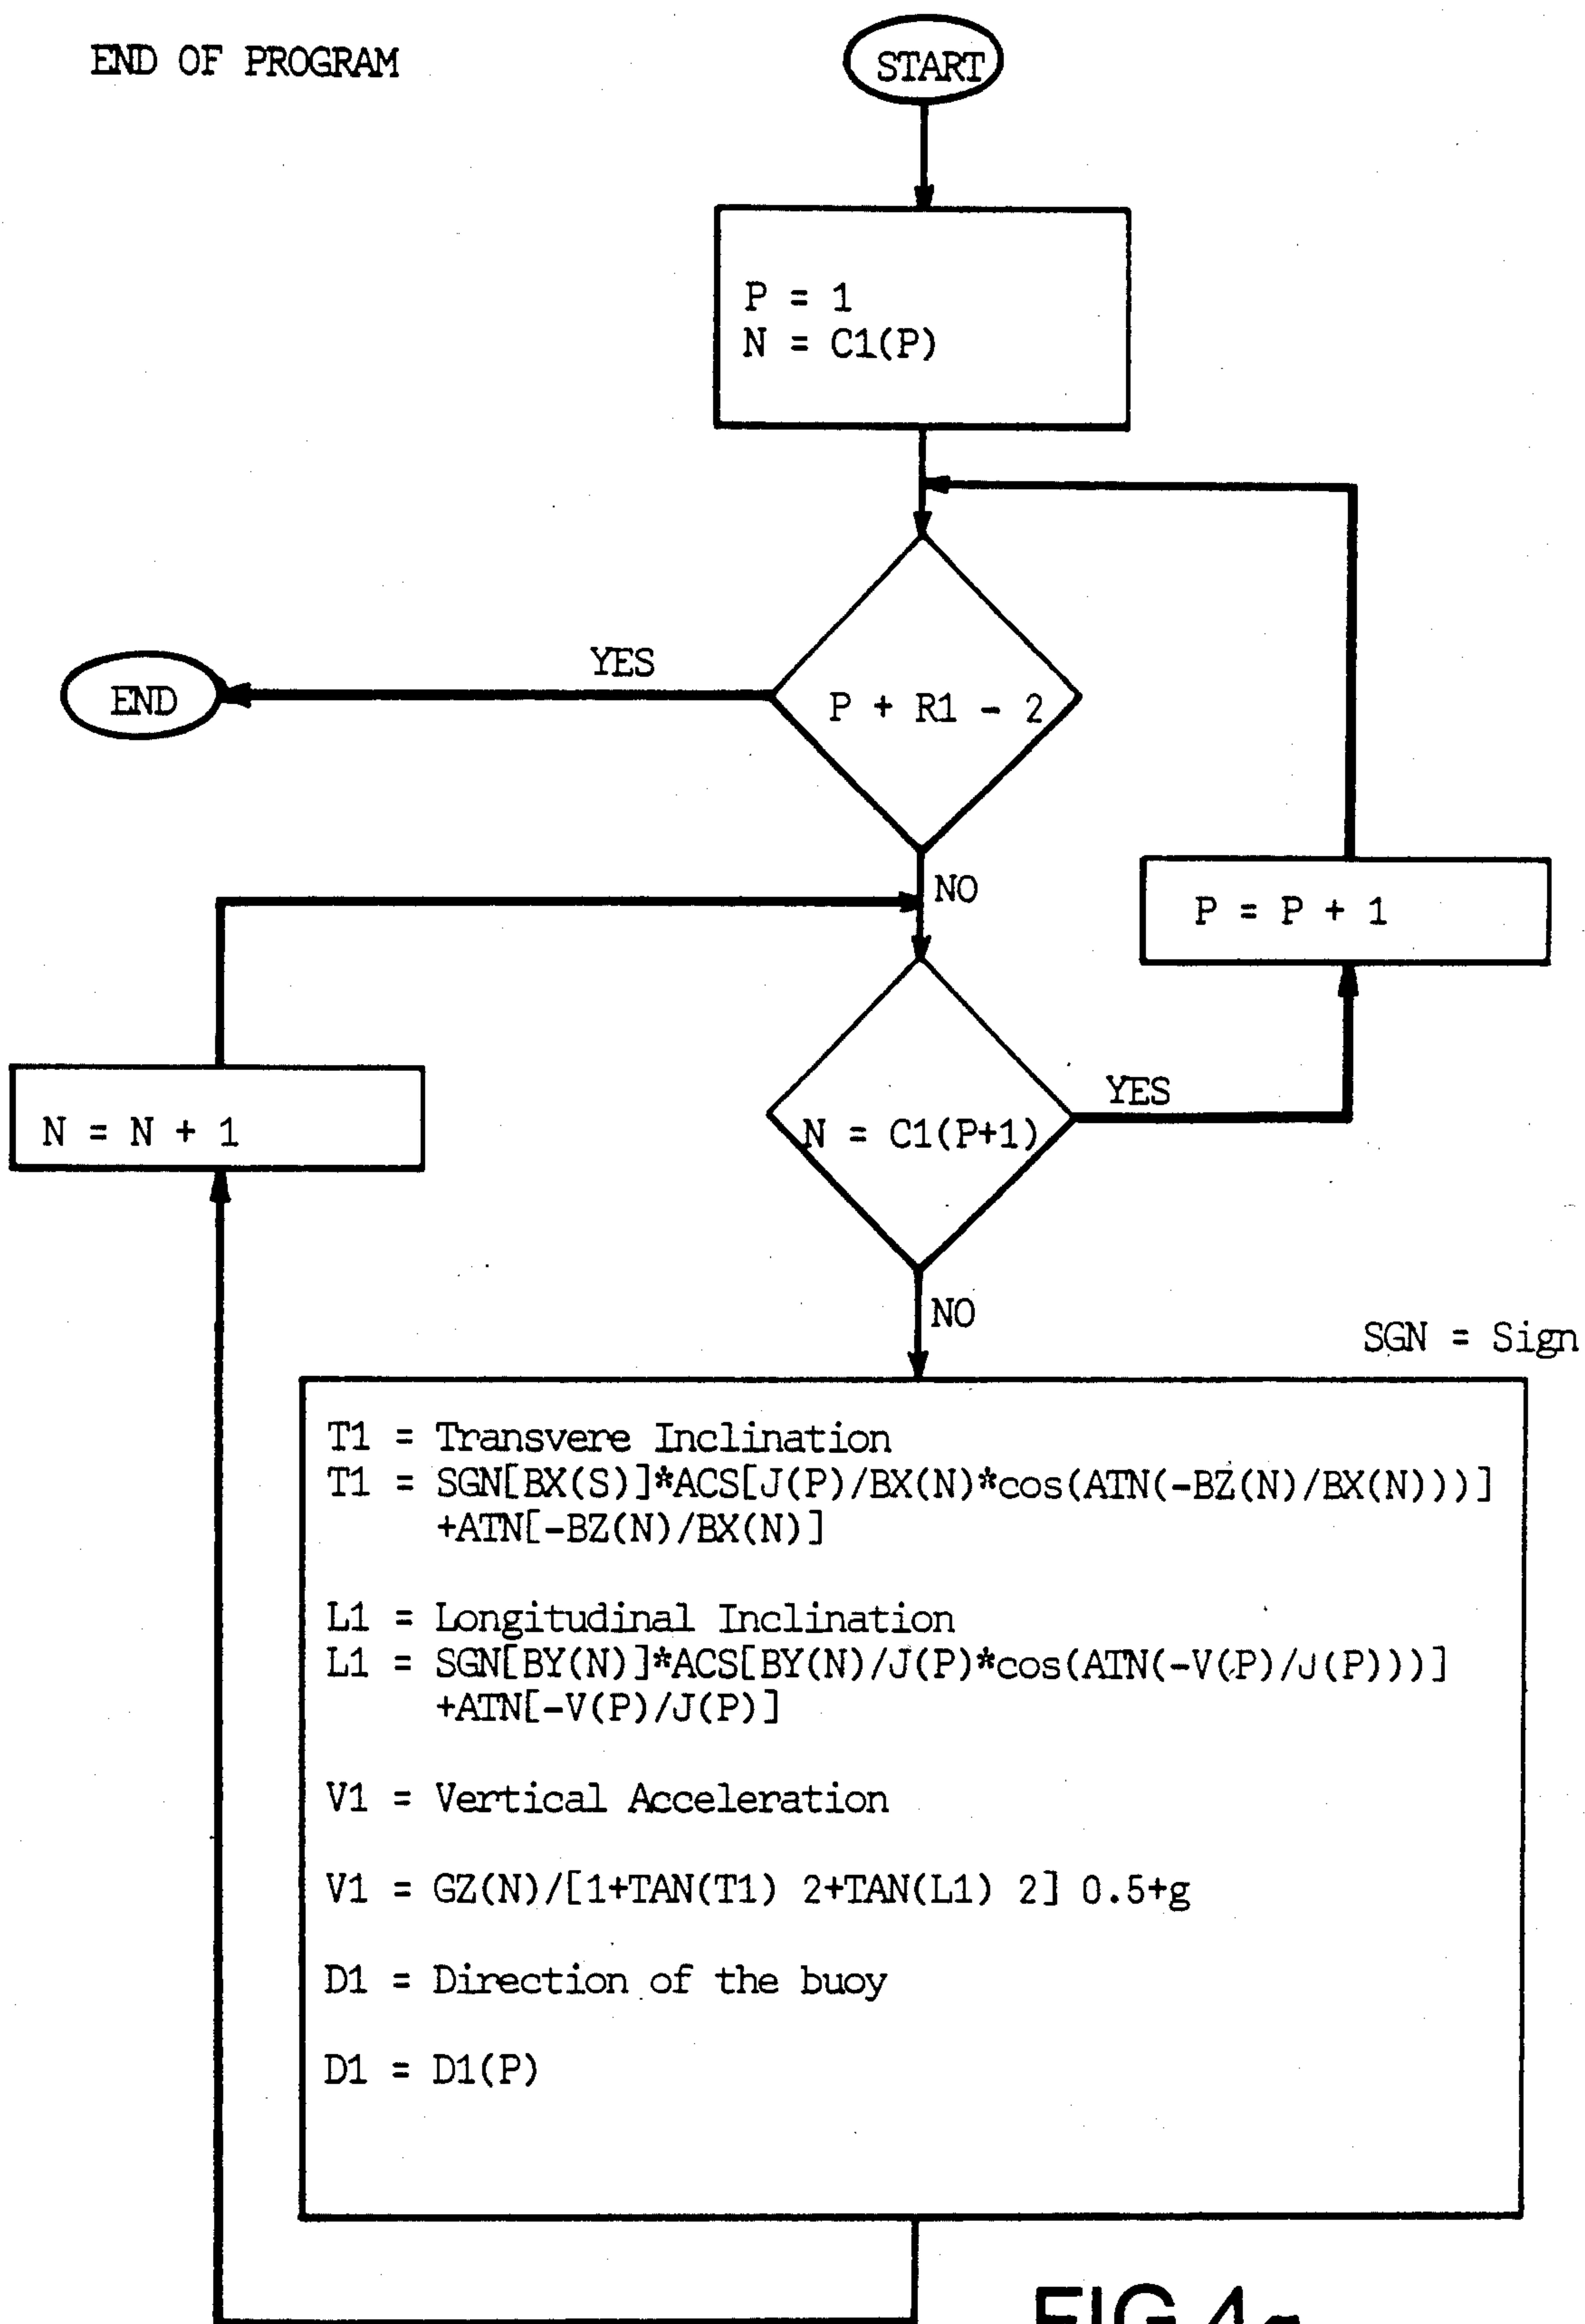 END OF PROGRAM
START
P = 1
N = C1(P)
YES
END
P + R1 - 2
NO
P = P + 1
N = N + 1
YES
N = C1(P+1)
NO
SGN = Sign
T1 = Transvere Inclination
T1 = SGN[BX(S)]*ACS[J(P)/BX(N)*cos(ATN(-BZ(N)/BX(N)))]
+ATN[-BZ(N)/BX(N)]
L1 = Longitudinal Inclination
L1 = SGN[BY(N)]*ACS[BY(N)/J(P)*cos(ATN(-V(P)/J(P)))]
+ATN[-V(P)/J(P)]
V1 = Vertical Acceleration
V1 = GZ(N)/[1+TAN(T1) 2+TAN(L1) 2] 0.5+g
D1 = Direction of the buoy
D1 = D1(P)